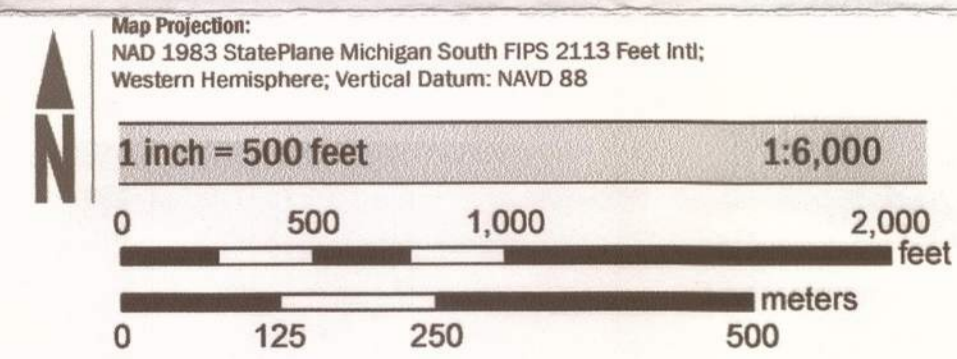 Map Projection:
NAD 1983 StatePlane Michigan South FIPS 2113 Feet Intl;
Western Hemisphere; Vertical Datum: NAVD 88
N
1 inch = 500 feet 1:6,000
0 500 1,000 2,000
feet
meters
0 125 250 500